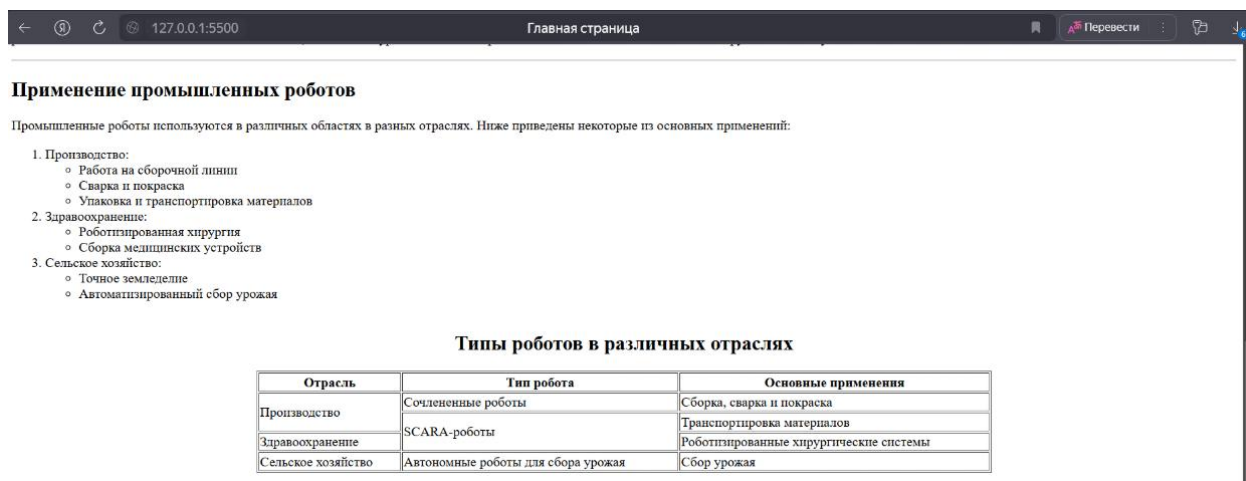 127.0.0.1:5500
Главная страница
Перевести
6
Применение промышленных роботов
Промышленные роботы используются в различных областях в разных отраслях. Ниже приведены некоторые из основных применений:
1. Производство:
Работа на сборочной линии
Сварка и покраска
Упаковка и транспортировка материалов
2. Здравоохранение:
Роботизированная хирургия
Сборка медицинских устройств
3. Сельское хозяйство:
Точное земледелие
Автоматизированный сбор урожая
Типы роботов в различных отраслях
Отрасль Тип робота Основные применения
Производство Сочлененные роботы Сборка, сварка и покраска
SCARA-роботы Транспортировка материалов
Здравоохранение Роботизированные хирургические системы
Сельское хозяйство Автономные роботы для сбора урожая Сбор урожая